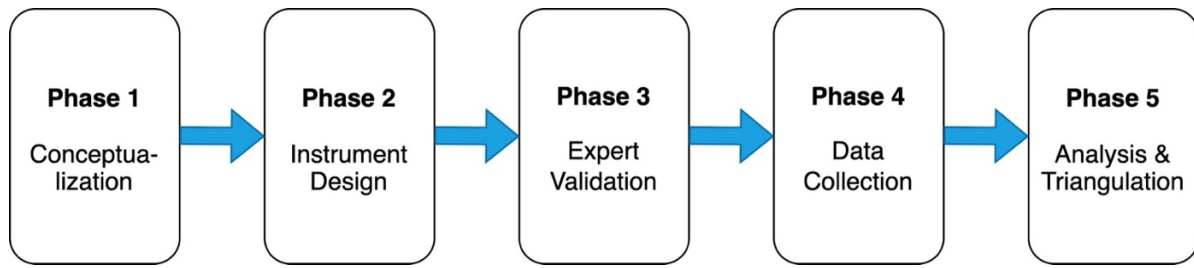 Phase 1
Conceptua-
lization
Phase 2
Instrument
Design
Phase 3
Expert
Validation
Phase 4
Data
Collection
Phase 5
Analysis &
Triangulation